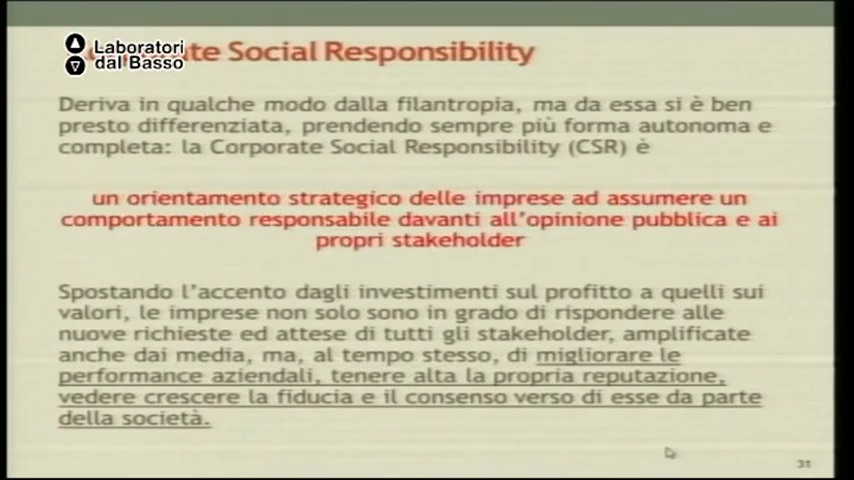 Laboratori
dal Basso
te Social Responsibility
Deriva in qualche modo dalla filantropia, ma da essa si è ben
presto differenziata, prendendo sempre più forma autonoma e
completa: la Corporate Social Responsibility (CSR) è
un orientamento strategico delle imprese ad assumere un
comportamento responsabile davanti all'opinione pubblica e ai
propri stakeholder
Spostando l'accento dagli investimenti sul profitto a quelli sui
valori, le imprese non solo sono in grado di rispondere alle
nuove richieste ed attese di tutti gli stakeholder, amplificate
anche dai media, ma, al tempo stesso, di migliorare le
performance aziendali, tenere alta la propria reputazione,
vedere crescere la fiducia e il consenso verso di esse da parte
della società.
31